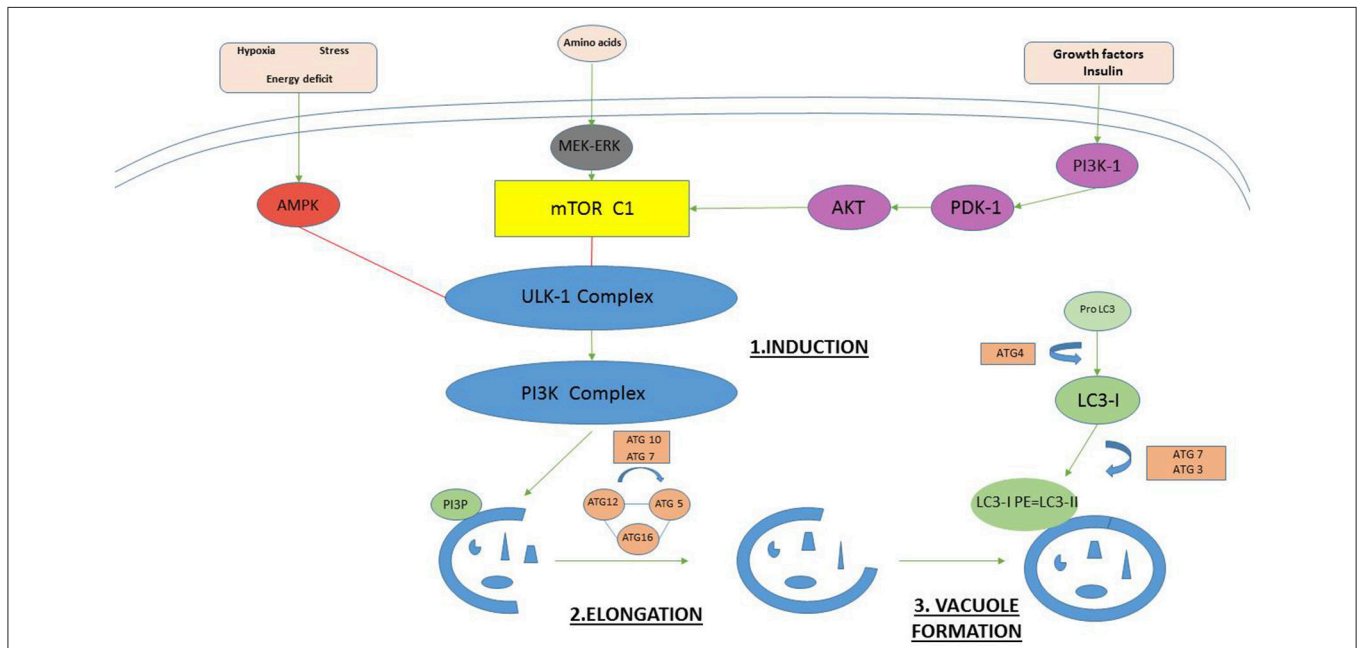 Hypoxia Stress
Energy deficit
Amino acids
Growth factors
Insulin
MEK-ERK
PI3K-1
AMPK
mTOR C1
AKT
PDK-1
ULK-1 Complex
Pro LC3
1.INDUCTION
ATG4
PI3K Complex
LC3-I
ATG 10
ATG 7
ATG 7
ATG 3
PI3P
ATG12
ATG 5
ATG16
LC3-I PE=LC3-II
2.ELONGATION
3. VACUOLE
FORMATION